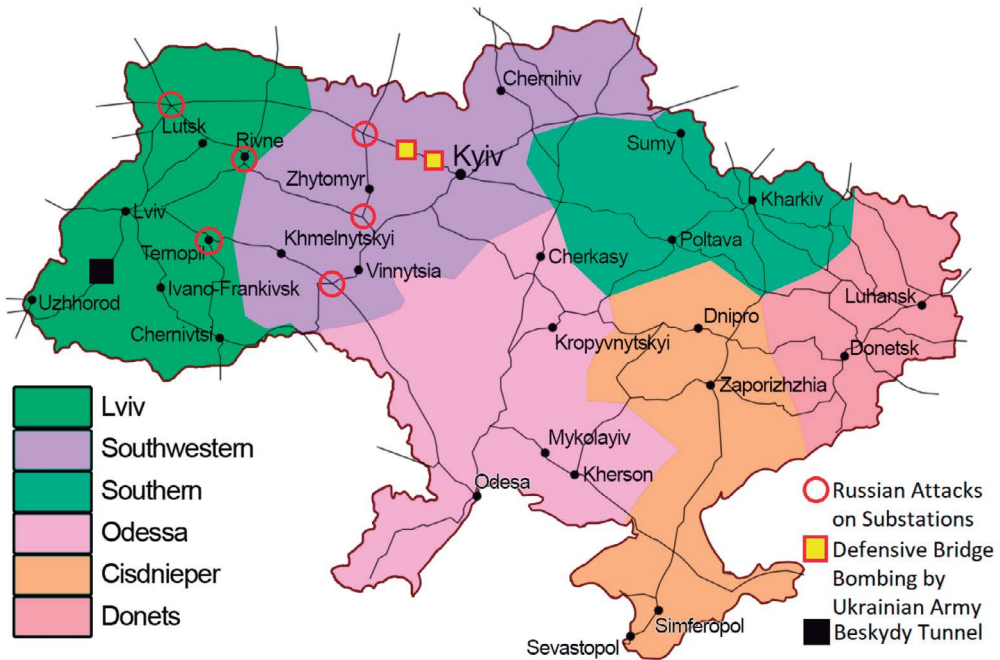 Chernihiv
Lutsk
Rivne
Sumy
Kyiv
Zhytomyr
Kharkiv
Lviv
Khmelnytskyi
Poltava
Ternopil
Cherkasy
Vinnytsia
Uzhhorod
Ivano-Frankivsk
Luhansk
Dnipro
Chernivtsi
Kropyvnytskyi
Donetsk
Zaporizhzhia
Mykolayiv
Kherson
Odesa
Simferopol
Sevastopol
Lviv
Southwestern
Southern
Odessa
Cisdnieper
Donets
Russian Attacks
on Substations
Defensive Bridge
Bombing by
Ukrainian Army
Beskydy Tunnel